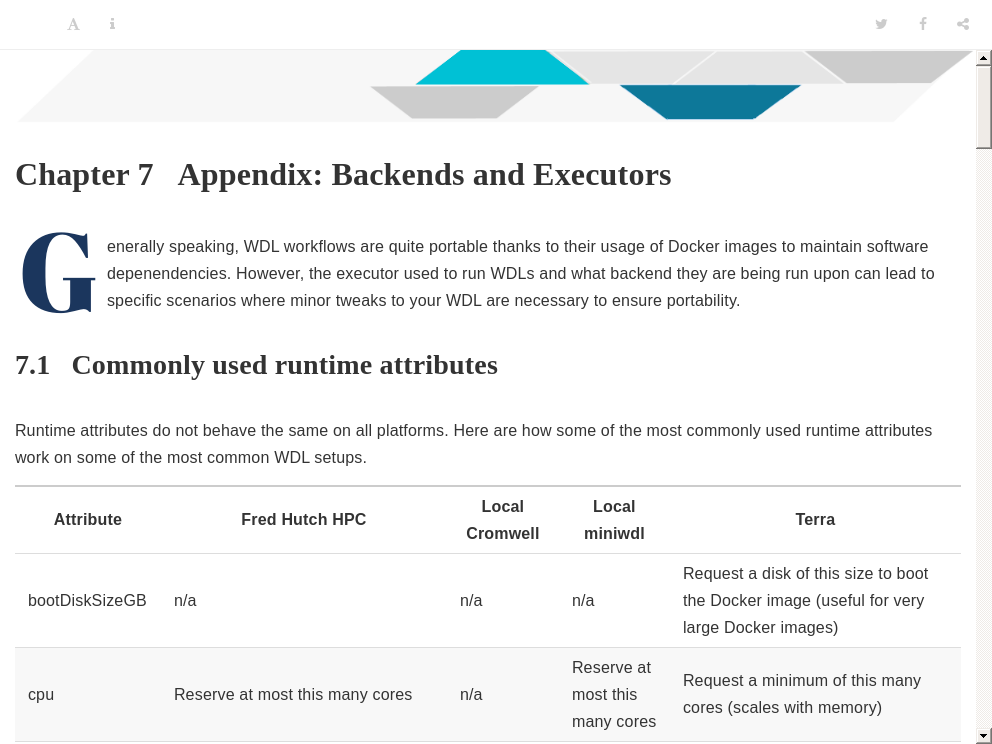 Chapter 7 Appendix: Backends and Executors
Generally speaking, WDL workflows are quite portable thanks to their usage of Docker images to maintain software
depenendencies. However, the executor used to run WDLs and what backend they are being run upon can lead to
specific scenarios where minor tweaks to your WDL are necessary to ensure portability.
7.1 Commonly used runtime attributes
Runtime attributes do not behave the same on all platforms. Here are how some of the most commonly used runtime attributes
work on some of the most common WDL setups.
Attribute Fred Hutch HPC Local Cromwell Local miniwdl Terra
bootDiskSizeGB n/a n/a n/a Request a disk of this size to boot
the Docker image (useful for very
large Docker images)
cpu Reserve at most this many cores n/a Reserve at most this many cores Request a minimum of this many
cores (scales with memory)